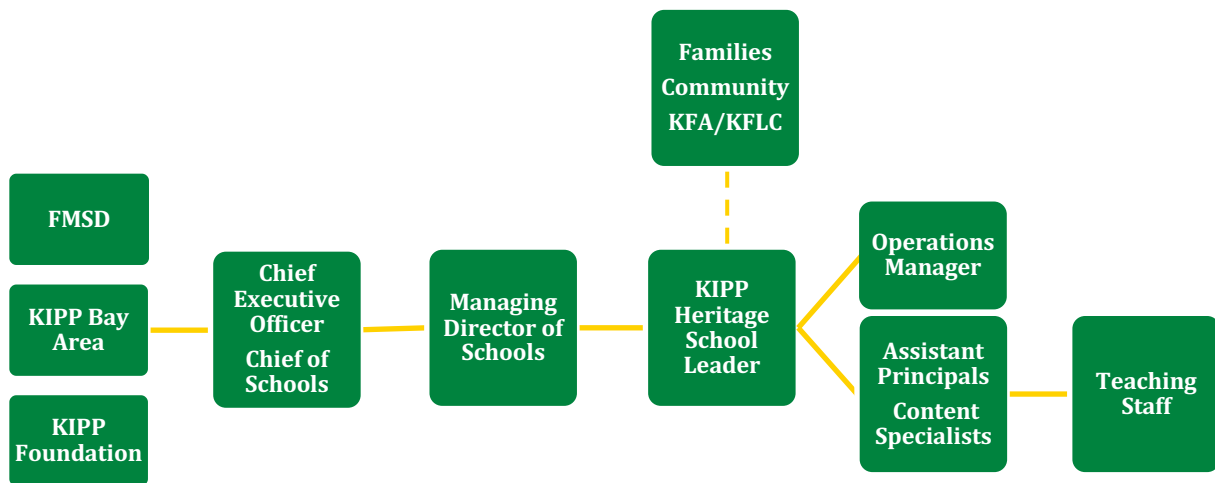 Families
Community
KFA/KFLC
FMSD
KIPP Bay
Area
KIPP
Foundation
Chief
Executive
Officer
Chief of
Schools
Managing
Director of
Schools
KIPP
Heritage
School
Leader
Operations
Manager
Assistant
Principals
Content
Specialists
Teaching
Staff